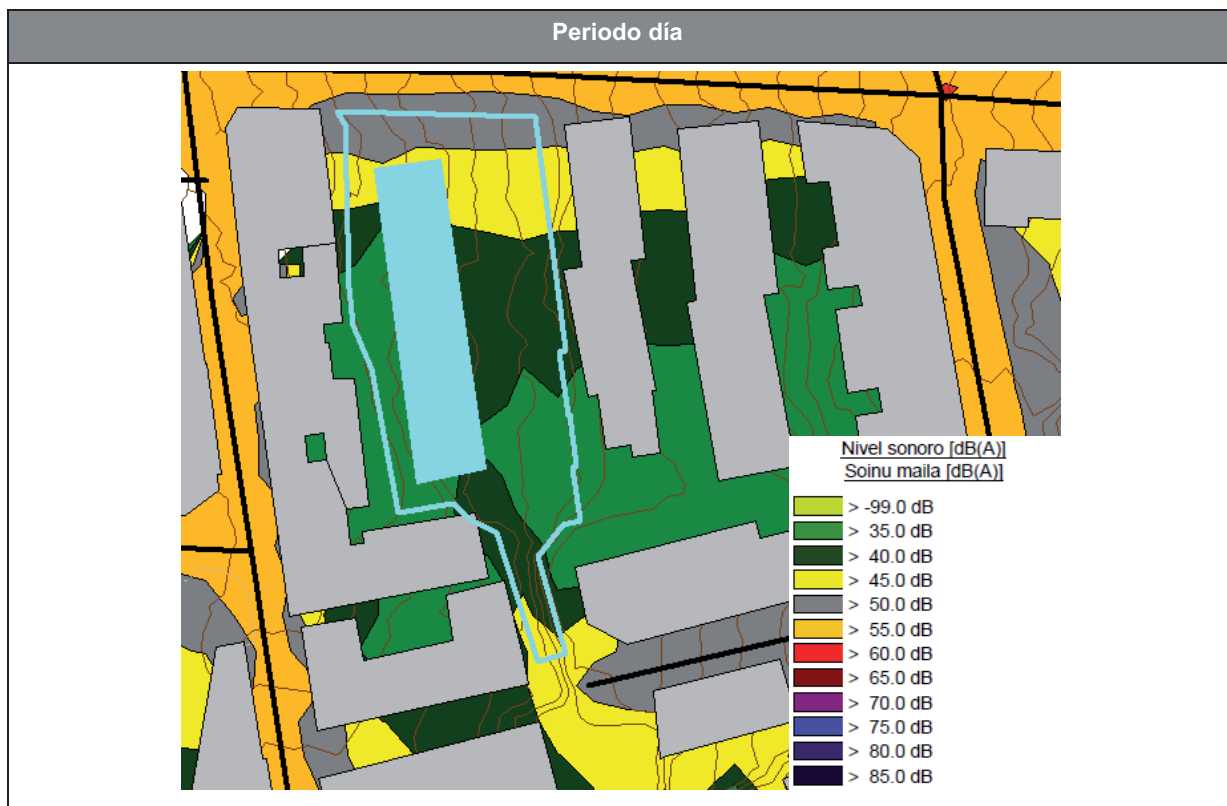 Periodo día
Nivel sonoro [dB(A)]
Soinu maila [dB(A)]
> -99.0 dB
> 35.0 dB
> 40.0 dB
> 45.0 dB
> 50.0 dB
> 55.0 dB
> 60.0 dB
> 65.0 dB
> 70.0 dB
> 75.0 dB
> 80.0 dB
> 85.0 dB